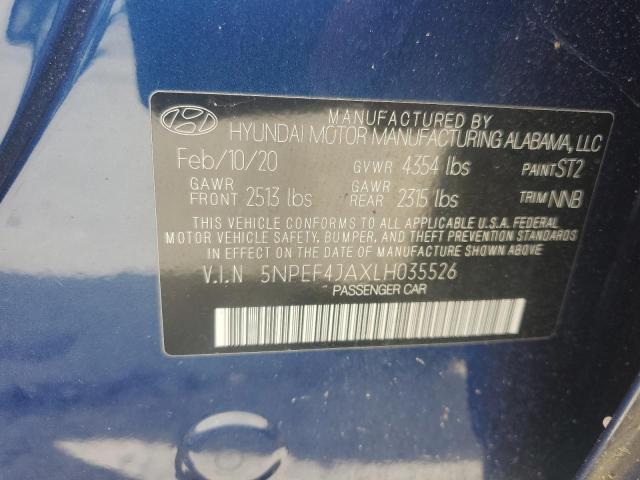 MANUFACTURED BY
HYUNDAI MOTOR MANUFACTURING ALABAMA, LLC
Feb/10/20 GVWR 4354 lbs PAINT ST2
GAWR FRONT 2513 lbs GAWR REAR 2315 lbs TRIM NNB
THIS VEHICLE CONFORMS TO ALL APPLICABLE U.S.A. FEDERAL
MOTOR VEHICLE SAFETY, BUMPER, AND THEFT PREVENTION STANDARDS
IN EFFECT ON THE DATE OF MANUFACTURE SHOWN ABOVE
V.I.N 5NPEF4JAXLH035526
PASSENGER CAR